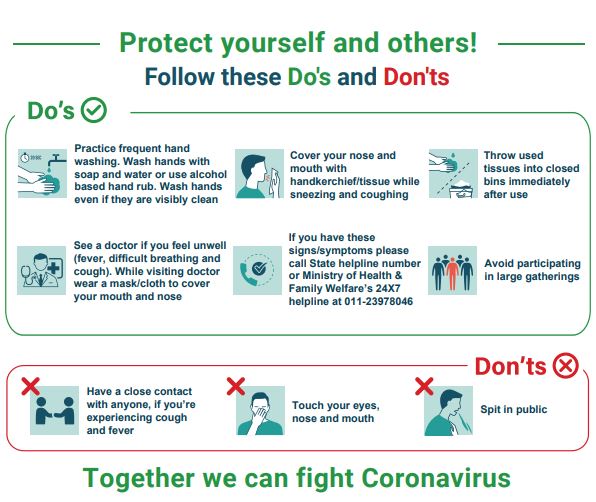 Protect yourself and others!
Follow these Do's and Don'ts
Do's
Practice frequent hand
washing. Wash hands with
soap and water or use alcohol
based hand rub. Wash hands
even if they are visibly clean
Cover your nose and
mouth with
handkerchief/tissue while
sneezing and coughing
Throw used
tissues into closed
bins immediately
after use
See a doctor if you feel unwell
(fever, difficult breathing and
cough). While visiting doctor
wear a mask/cloth to cover
your mouth and nose
If you have these
signs/symptoms please
call State helpline number
or Ministry of Health &
Family Welfare's 24X7
helpline at 011-23978046
Avoid participating
in large gatherings
Don'ts
Have a close contact
with anyone, if you're
experiencing cough
and fever
Touch your eyes,
nose and mouth
Spit in public
Together we can fight Coronavirus